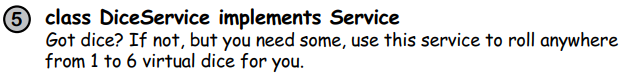 5 class DiceService implements Service
Got dice? If not, but you need some, use this service to roll anywhere
from 1 to 6 virtual dice for you.